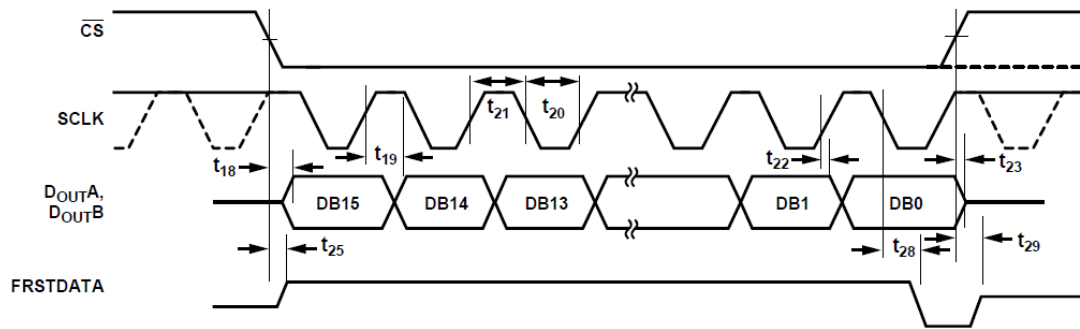 CS
t21
t20
SCLK
t18
t19
t22
t23
DOUTA,
DOUTB
DB15
DB14
DB13
DB1
DB0
t25
t28
t29
FRSTDATA